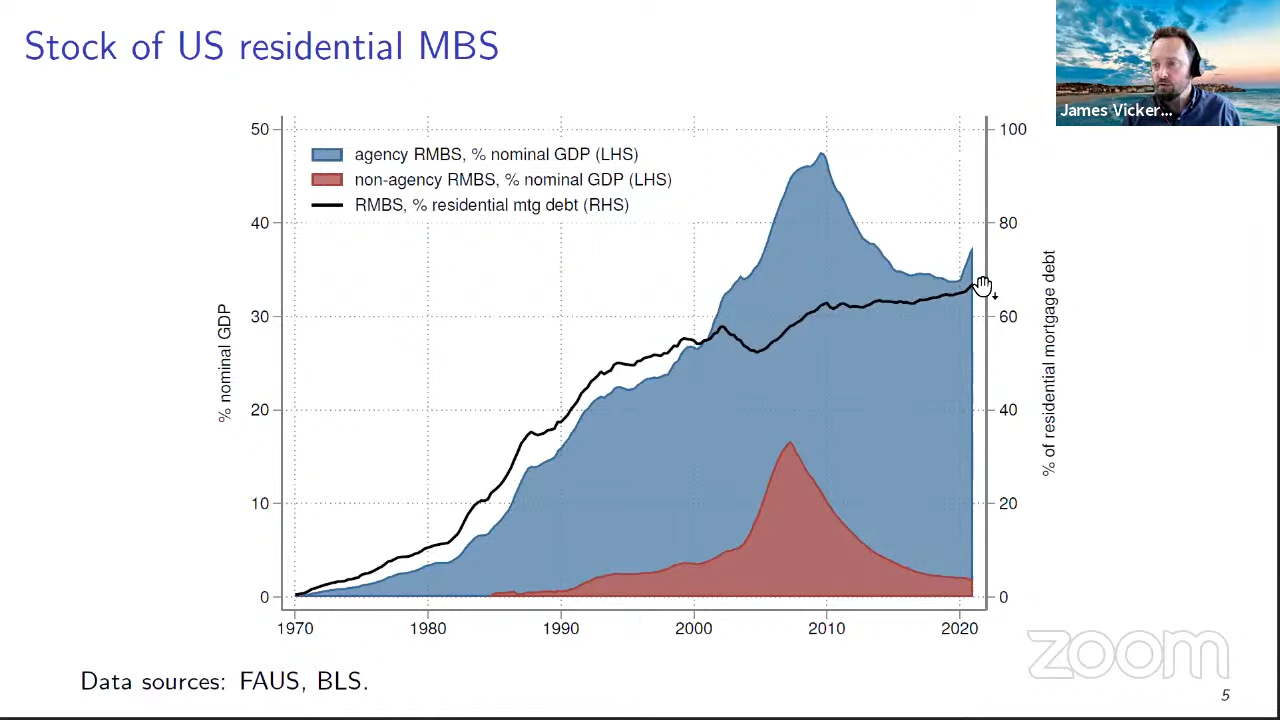 Stock of US residential MBS
James Vicker...
50
40
30
20
10
0
% nominal GDP
agency RMBS, % nominal GDP (LHS)
non-agency RMBS, % nominal GDP (LHS)
RMBS, % residential mtg debt (RHS)
100
80
60
40
20
0
% of residential mortgage debt
1970 1980 1990 2000 2010 2020
Data sources: FAUS, BLS.
zoom
5